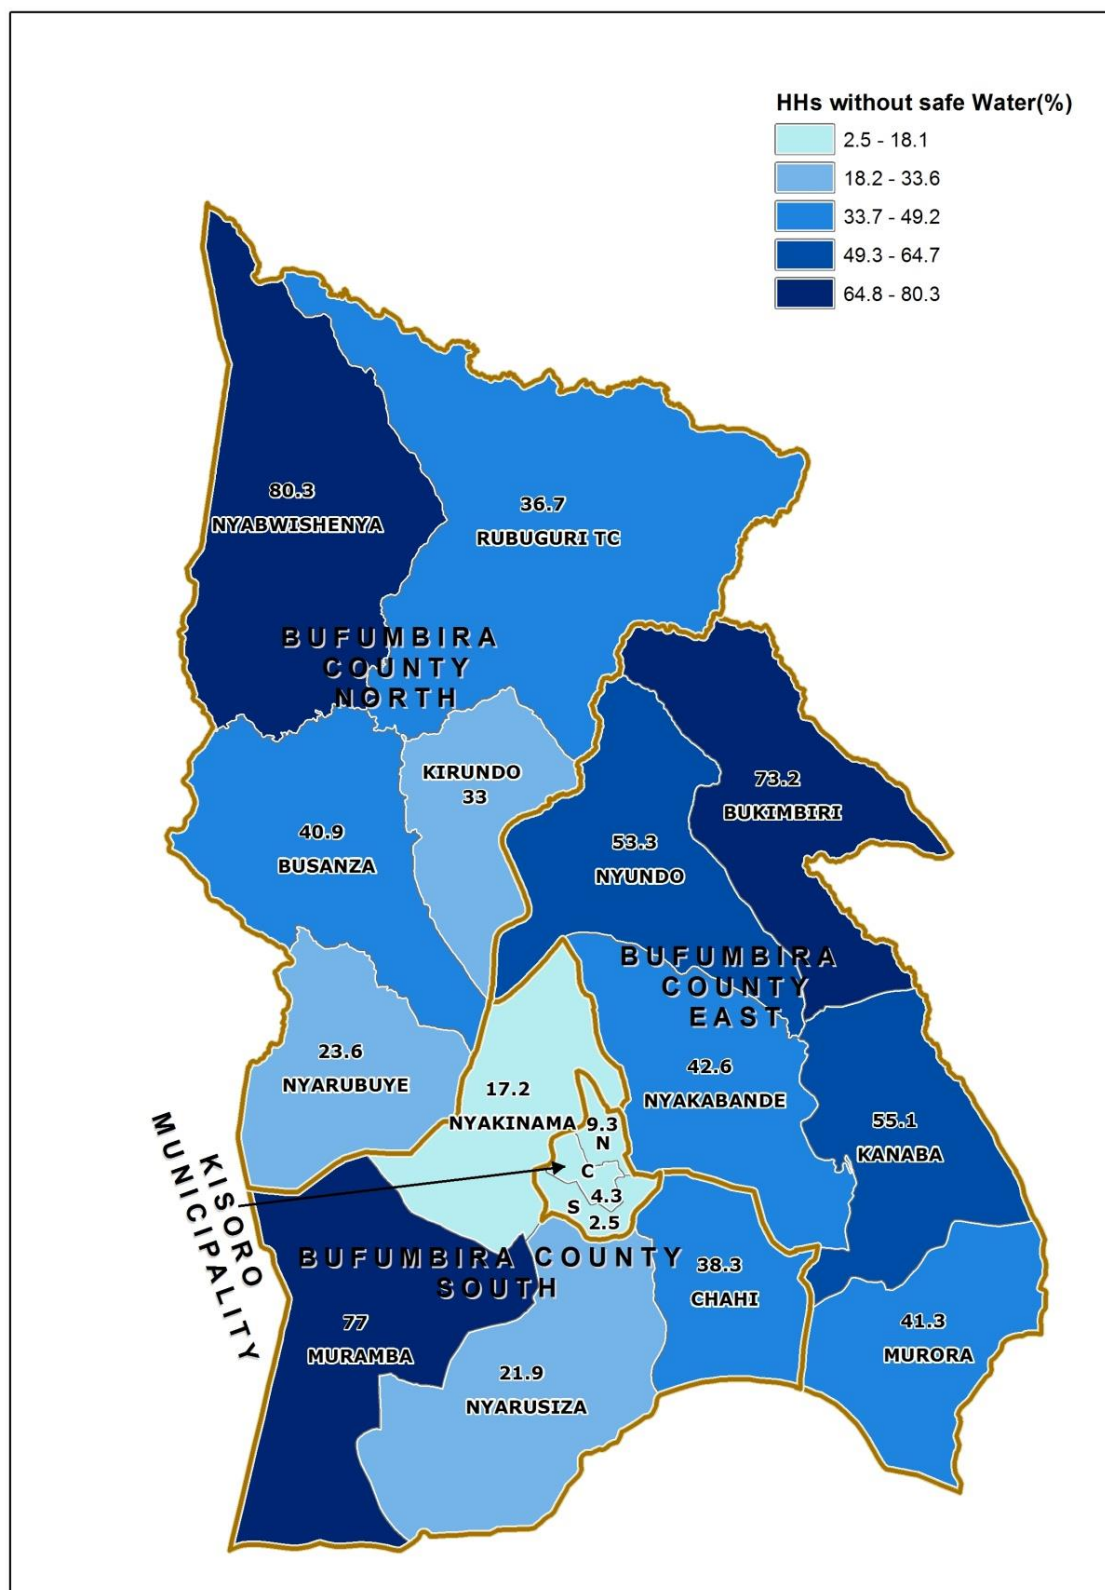 HHs without safe Water(%)
2.5 - 18.1
18.2 - 33.6
33.7 - 49.2
49.3 - 64.7
64.8 - 80.3
80.3
NYABWISHENYA
36.7
RUBUGURI TC
BUFUMBIRA
COUNTY
NORTH
KIRUNDO
33
73.2
BUKIMBIRI
40.9
BUSANZA
53.3
NYUNDO
BUFUMBIRA
COUNTY
EAST
23.6
NYARUBUYE
17.2
NYAKINAMA
42.6
NYAKABANDE
9.3
N
C
4.3
S
2.5
55.1
KANABA
KISORO
MUNICIPALITY
BUFUMBIRA COUNTY
SOUTH
38.3
CHAHI
77
MURAMBA
41.3
MURORA
21.9
NYARUSIZA